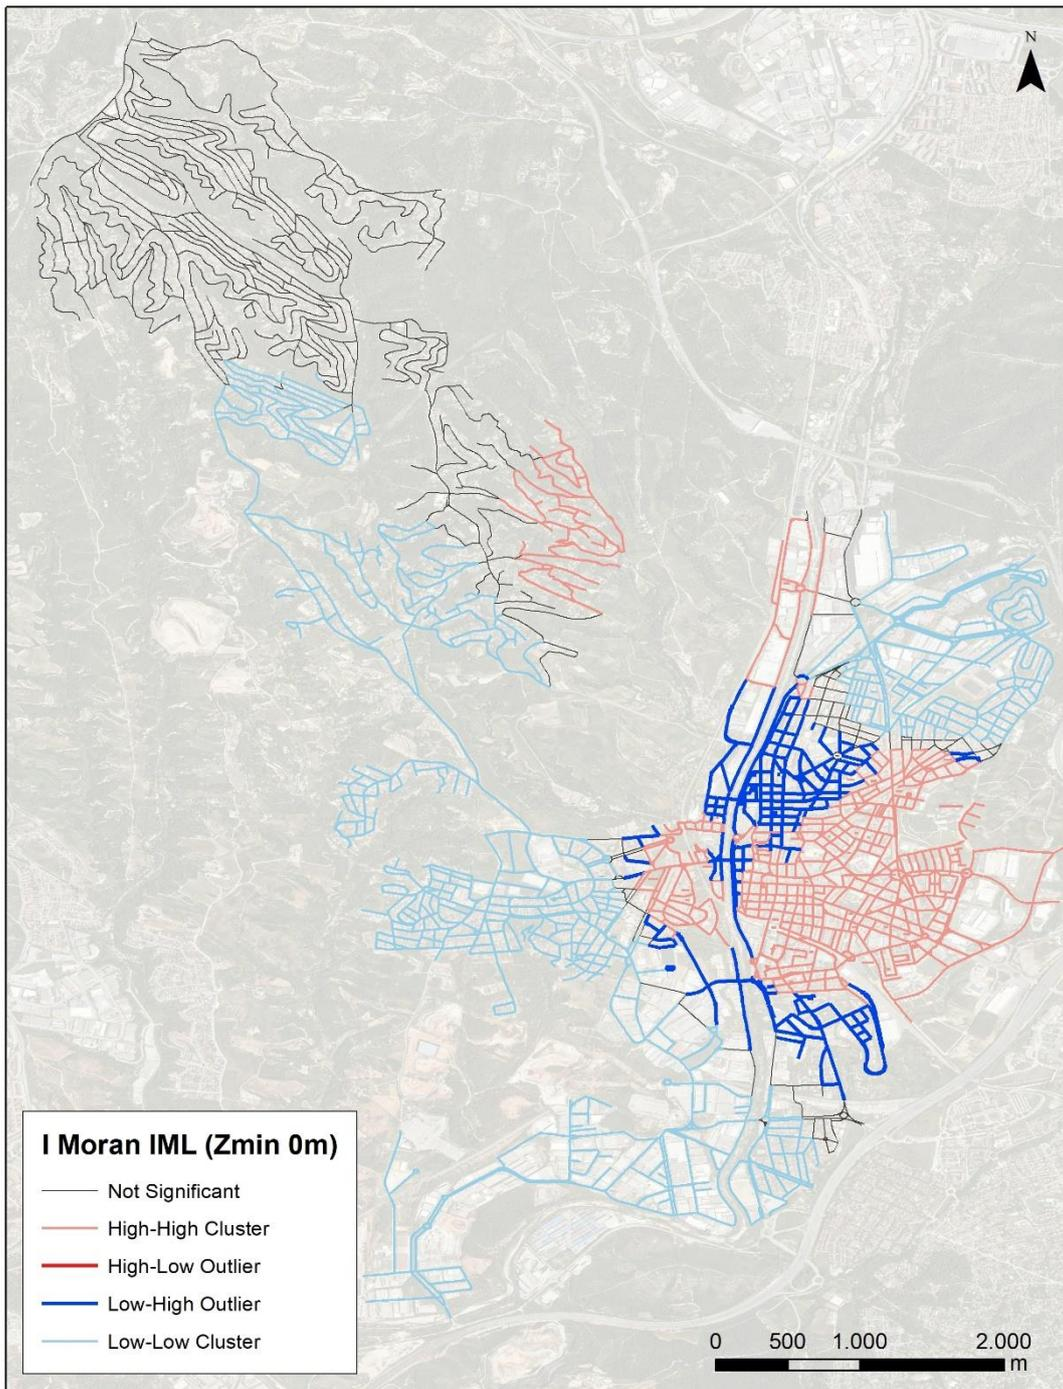 N
I Moran IML (Zmin 0m)
Not Significant
High-High Cluster
High-Low Outlier
Low-High Outlier
Low-Low Cluster
0 500 1.000 2.000
m